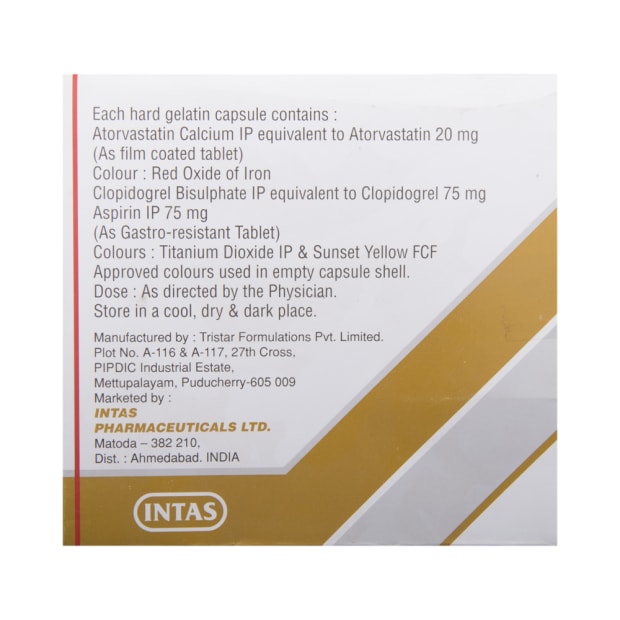 Each hard gelatin capsule contains :
Atorvastatin Calcium IP equivalent to Atorvastatin 20 mg
(As film coated tablet)
Colour : Red Oxide of Iron
Clopidogrel Bisulphate IP equivalent to Clopidogrel 75 mg
Aspirin IP 75 mg
(As Gastro-resistant Tablet)
Colours : Titanium Dioxide IP & Sunset Yellow FCF
Approved colours used in empty capsule shell.
Dose : As directed by the Physician.
Store in a cool, dry & dark place.
Manufactured by : Tristar Formulations Pvt. Limited.
Plot No. A-116 & A-117, 27th Cross,
PIPDIC Industrial Estate,
Mettupalayam, Puducherry-605 009
Marketed by :
INTAS
PHARMACEUTICALS LTD.
Matoda – 382 210,
Dist. : Ahmedabad. INDIA
INTAS